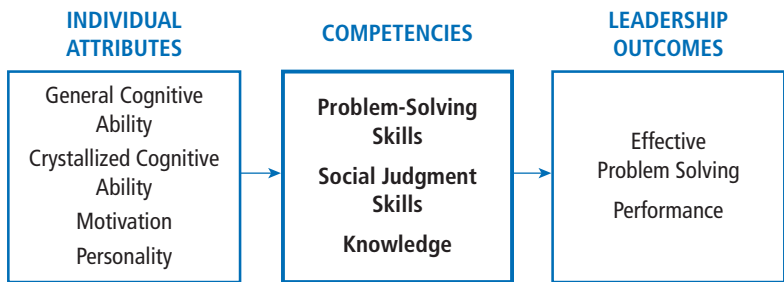 INDIVIDUAL
ATTRIBUTES
General Cognitive
Ability
Crystallized Cognitive
Ability
Motivation
Personality
COMPETENCIES
Problem-Solving
Skills
Social Judgment
Skills
Knowledge
LEADERSHIP
OUTCOMES
Effective
Problem Solving
Performance